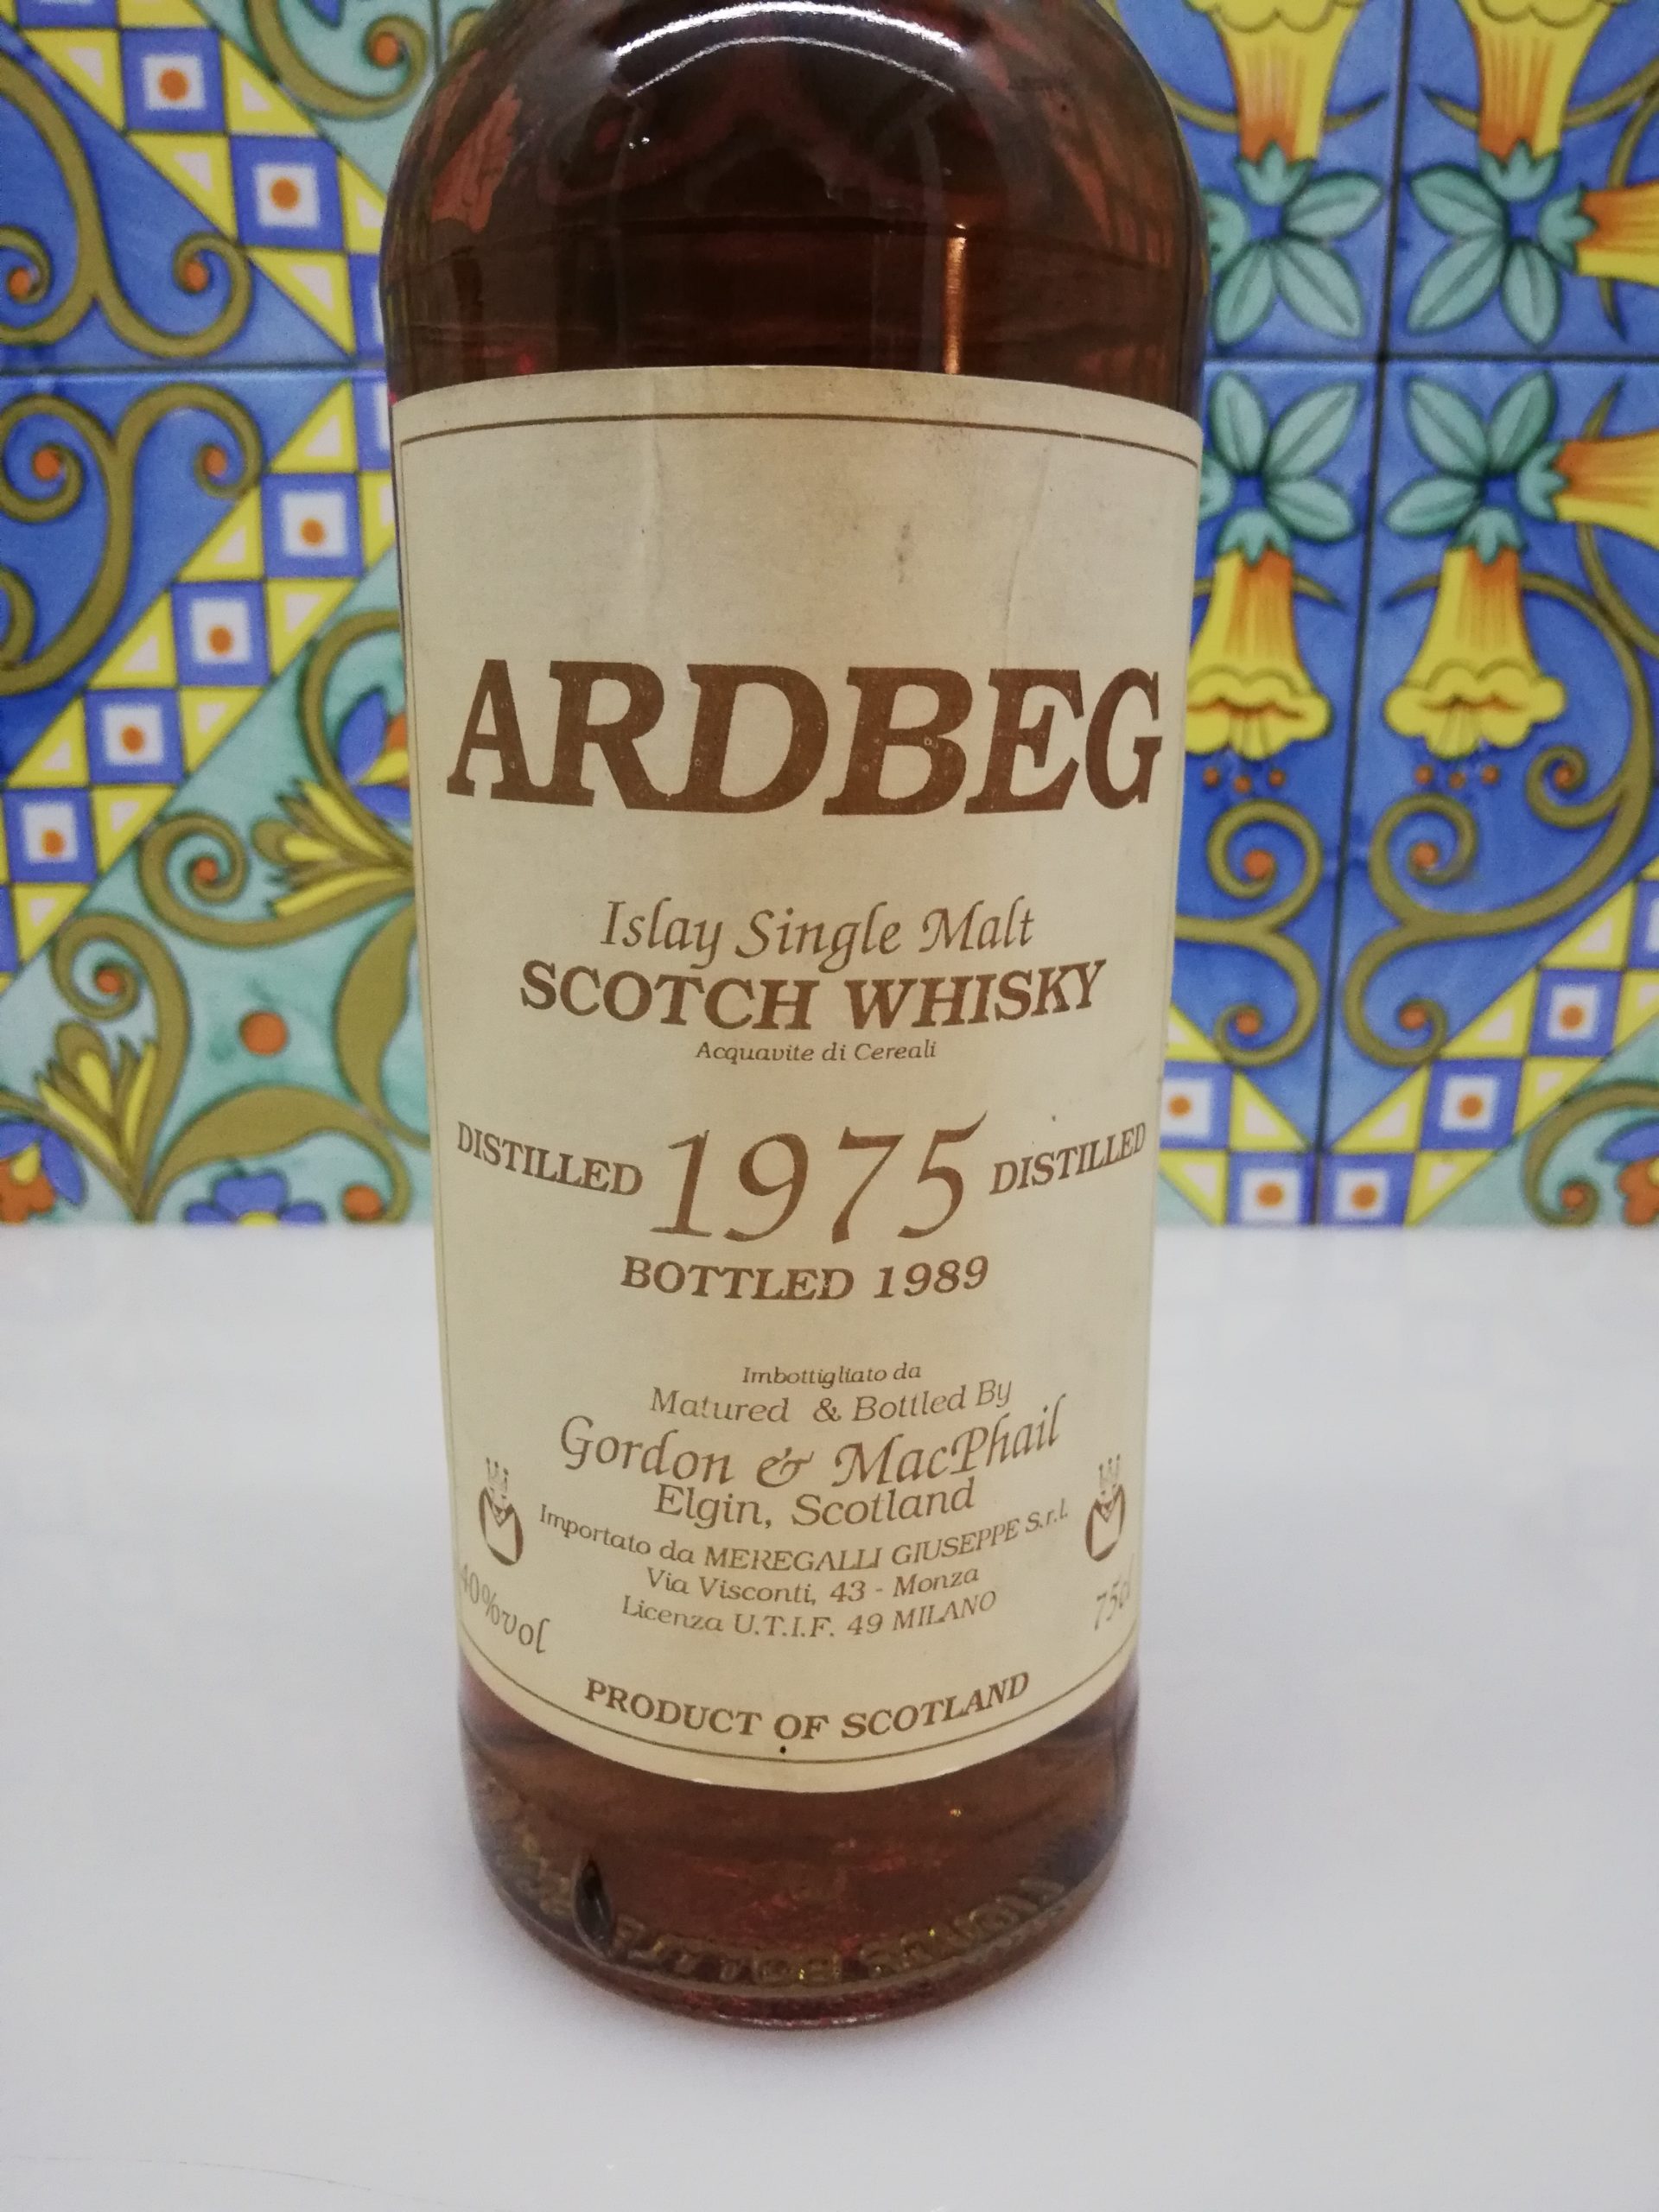 ARDBEG
Islay Single Malt
SCOTCH WHISKY
Acquavite di Cereali
DISTILLED 1975 DISTILLED
BOTTLED 1989
Imbottigliato da
Matured & Bottled By
Gordon & MacPhail
Elgin, Scotland
Importato da MEREGALLI GIUSEPPE S.r.l.
Via Visconti, 43 - Monza
Licenza U.T.I.F. 49 MILANO
40%vol 75cl
PRODUCT OF SCOTLAND